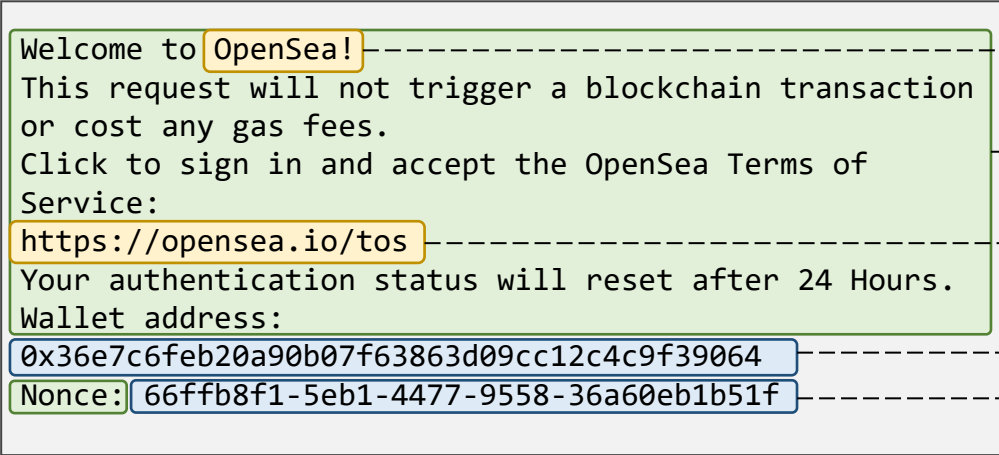 Welcome to OpenSea!
This request will not trigger a blockchain transaction
or cost any gas fees.
Click to sign in and accept the OpenSea Terms of
Service:
https://opensea.io/tos
Your authentication status will reset after 24 Hours.
Wallet address:
0x36e7c6feb20a90b07f63863d09cc12c4c9f39064
Nonce: 66ffb8f1-5eb1-4477-9558-36a60eb1b51f